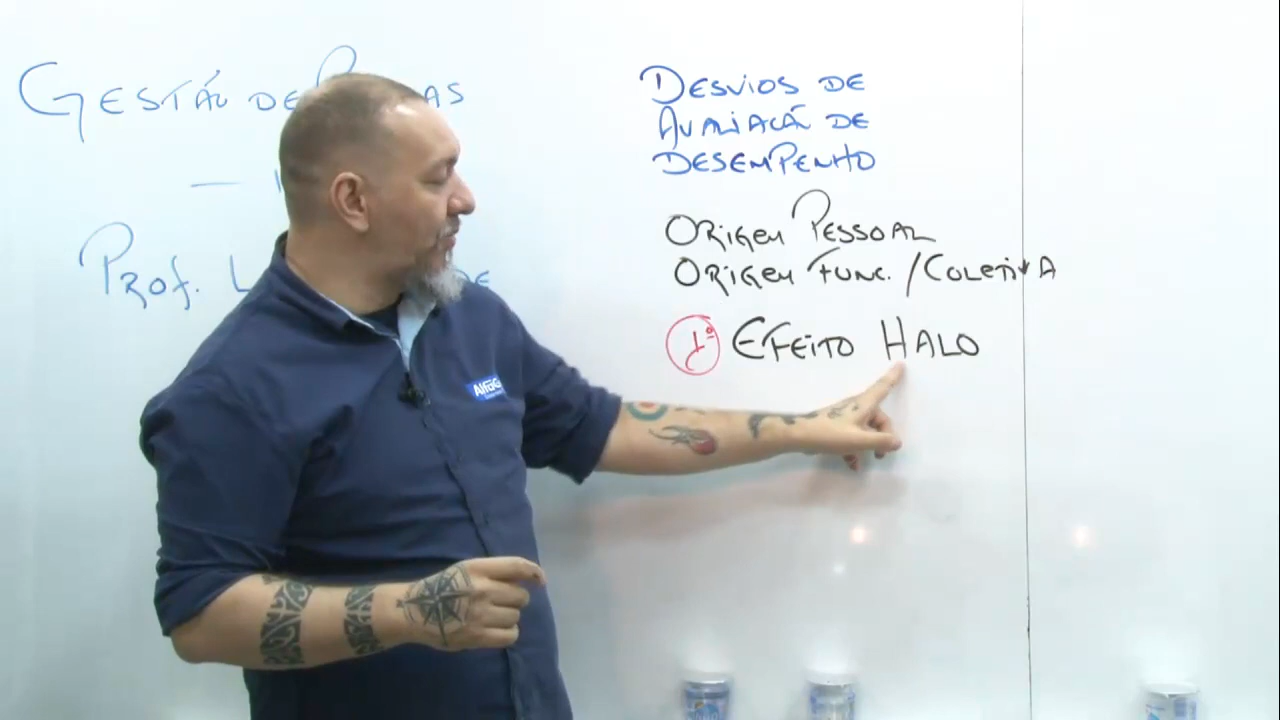 GESTÃO DE
PROF.
DESVIOS DE
AVALIAÇÃO DE
DESEMPENHO
ORIGEM PESSOAL
ORIGEM FUNC. / COLETIVA
1º EFEITO HALO